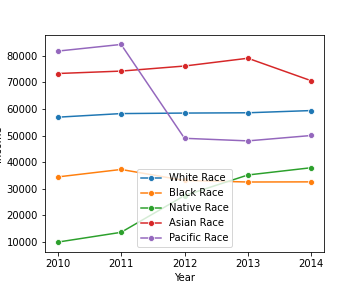 80000
70000
60000
50000
40000
30000
20000
10000
White Race
Black Race
Native Race
Asian Race
Pacific Race
2010 2011 2012 2013 2014
Year